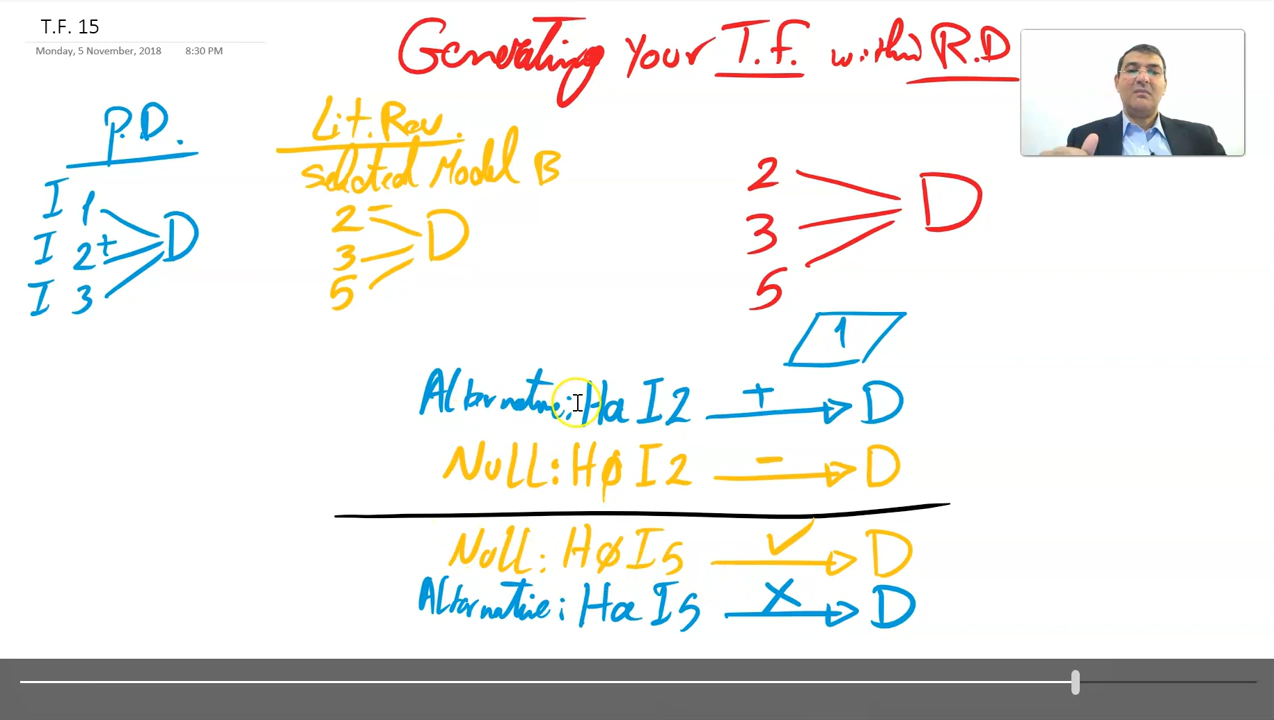 T.F. 15
Monday, 5 November, 2018 8:30 PM
Generating your T.f. within R.D
P.D.
I 1
I 2 +
I 3
D
Lit. Rev.
selected Model B
2 -
3
5
D
2
3
5
D
1
Alternative: Ha I2 + D
Null: HØ I2 - D
Null: HØ I5 ✓ D
Alternative: Ha I5 X D